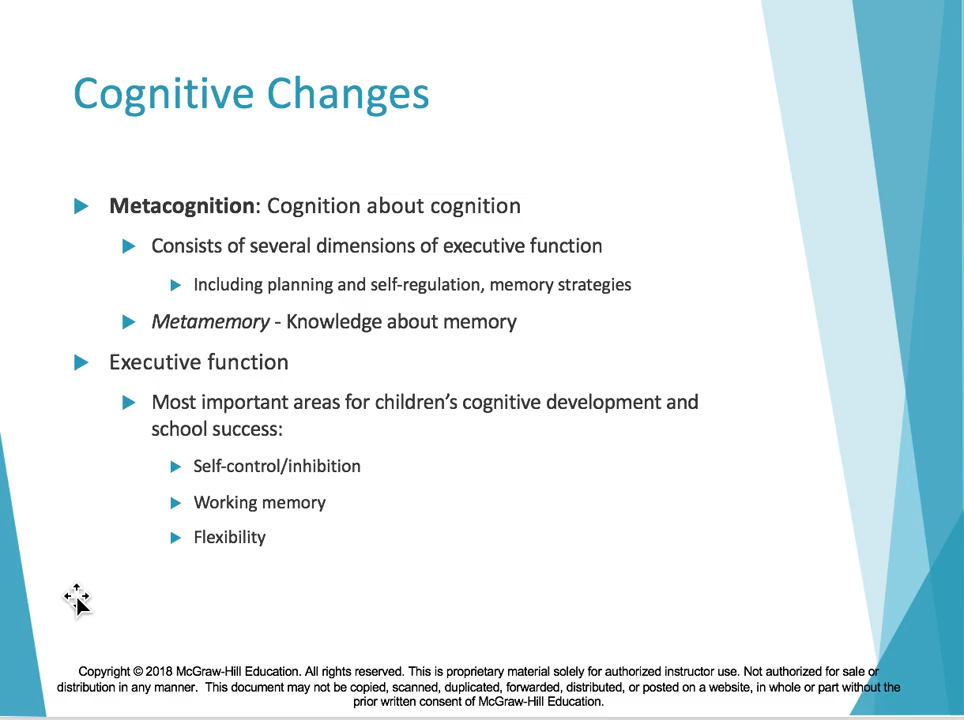 Cognitive Changes
Metacognition: Cognition about cognition
Consists of several dimensions of executive function
Including planning and self-regulation, memory strategies
Metamemory - Knowledge about memory
Executive function
Most important areas for children's cognitive development and
school success:
Self-control/inhibition
Working memory
Flexibility
Copyright © 2018 McGraw-Hill Education. All rights reserved. This is proprietary material solely for authorized instructor use. Not authorized for sale or
distribution in any manner.  This document may not be copied, scanned, duplicated, forwarded, distributed, or posted on a website, in whole or part without the
prior written consent of McGraw-Hill Education.